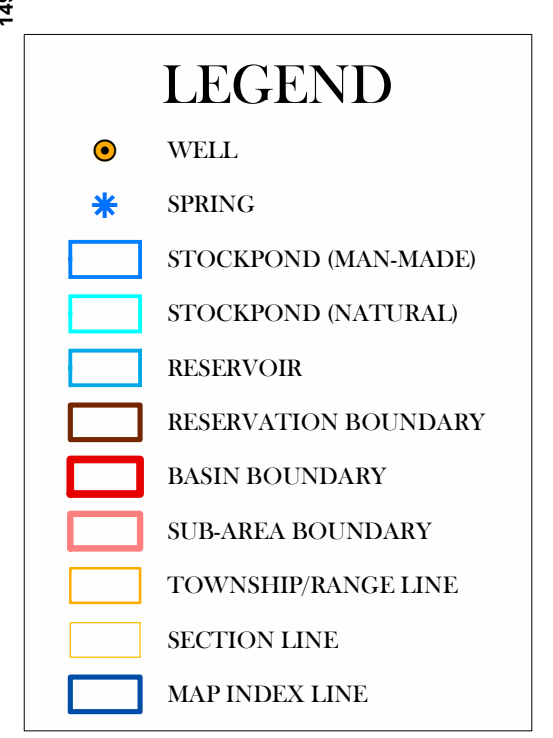 149
LEGEND
WELL
SPRING
STOCKPOND (MAN-MADE)
STOCKPOND (NATURAL)
RESERVOIR
RESERVATION BOUNDARY
BASIN BOUNDARY
SUB-AREA BOUNDARY
TOWNSHIP/RANGE LINE
SECTION LINE
MAP INDEX LINE